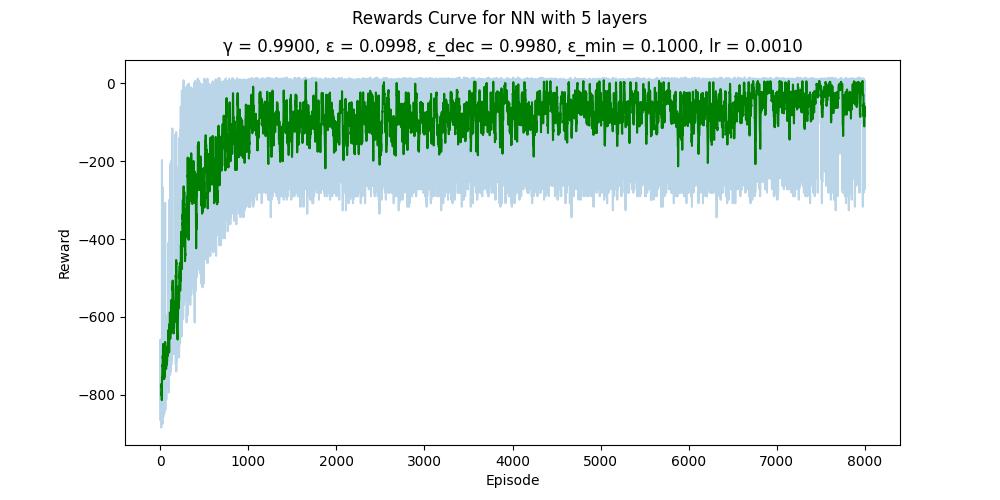 Rewards Curve for NN with 5 layers
γ = 0.9900, ε = 0.0998, ε_dec = 0.9980, ε_min = 0.1000, lr = 0.0010
0
−200
−400
−600
−800
Reward
0 1000 2000 3000 4000 5000 6000 7000 8000
Episode